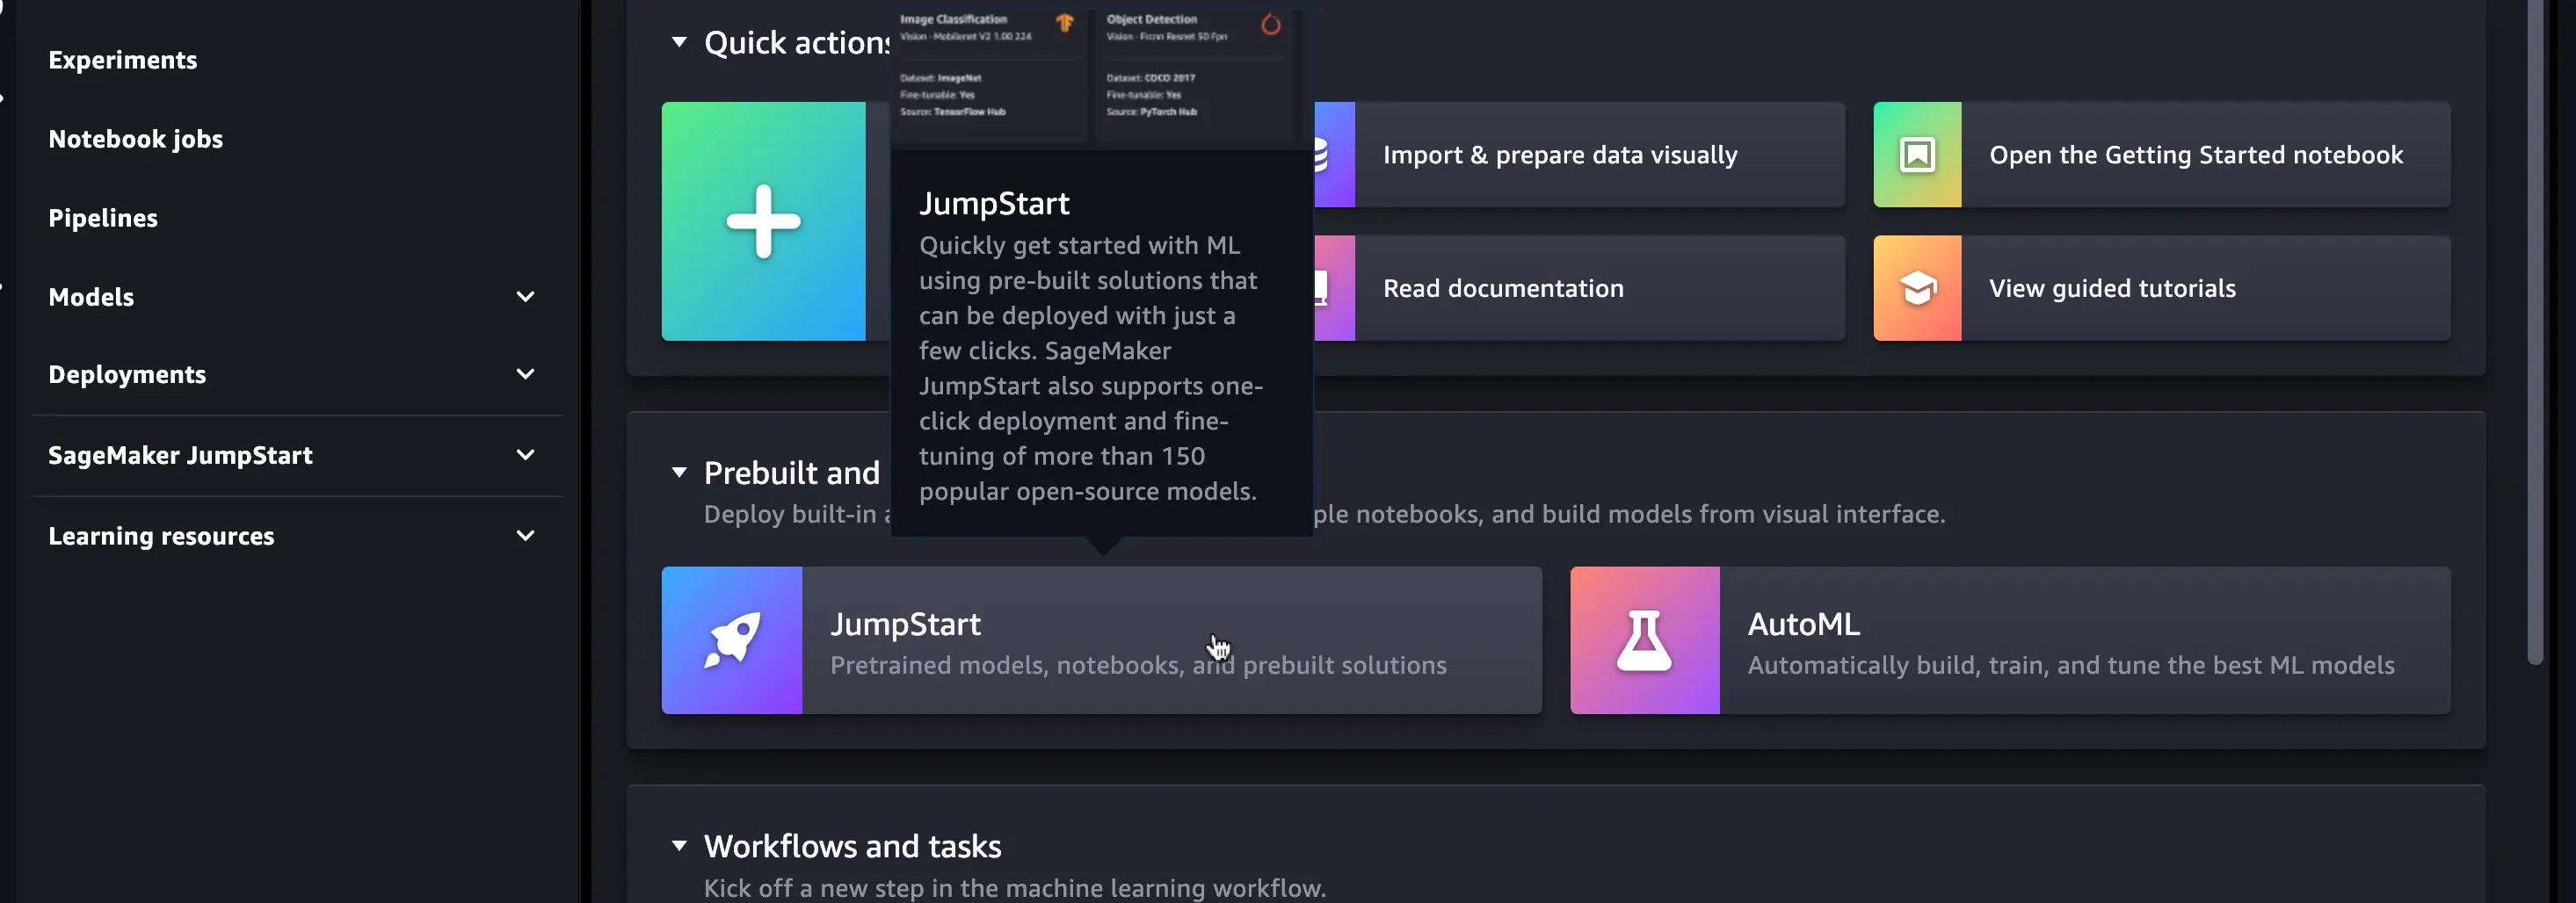 Experiments
Notebook jobs
Pipelines
Models
Deployments
SageMaker JumpStart
Learning resources
Quick actions
Image Classification
Vision · Mobilenet V2 1.00 224
Dataset: ImageNet
Fine-tunable: Yes
Source: TensorFlow Hub
Object Detection
Vision · Frcnn Resnet 50 Fpn
Dataset: COCO 2017
Fine-tunable: Yes
Source: PyTorch Hub
JumpStart
Quickly get started with ML
using pre-built solutions that
can be deployed with just a
few clicks. SageMaker
JumpStart also supports one-
click deployment and fine-
tuning of more than 150
popular open-source models.
Import & prepare data visually
Open the Getting Started notebook
Read documentation
View guided tutorials
Prebuilt and
Deploy built-in ple notebooks, and build models from visual interface.
JumpStart
Pretrained models, notebooks, and prebuilt solutions
AutoML
Automatically build, train, and tune the best ML models
Workflows and tasks
Kick off a new step in the machine learning workflow.